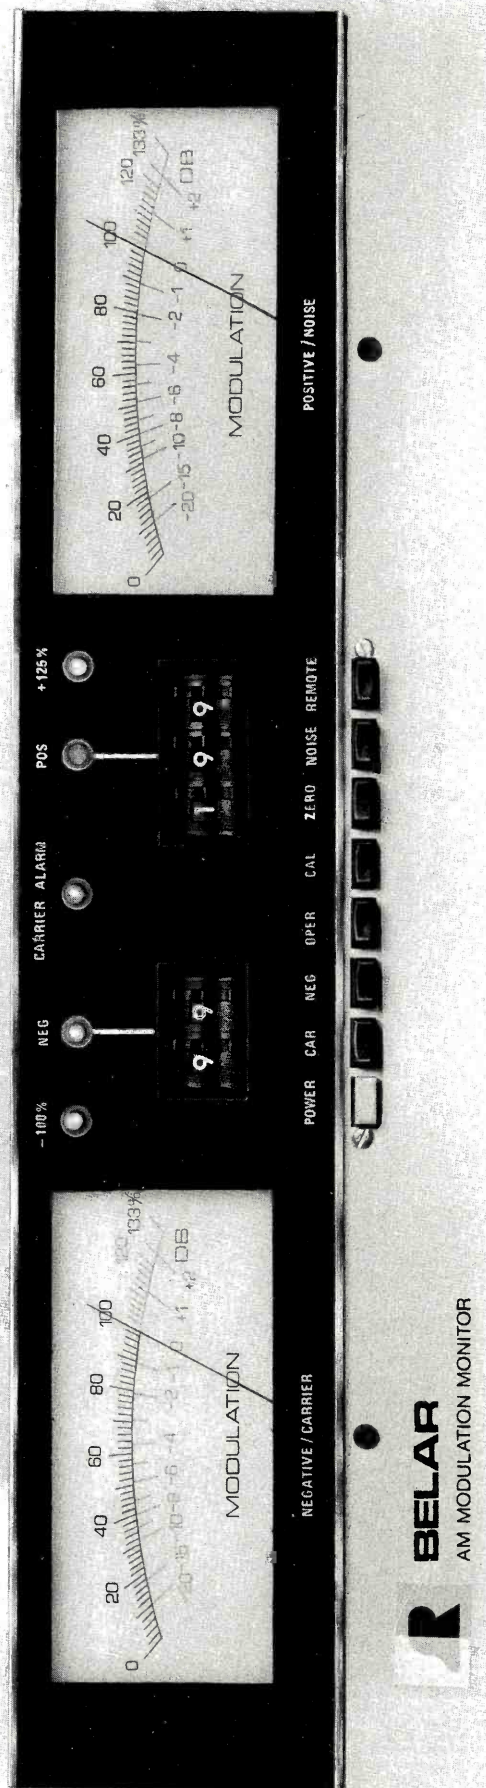 0 20 40 60 80 100 120 133%
-20 -15 -10 -8 -6 -4 -2 -1 0 +1 +2 DB
MODULATION
NEGATIVE/CARRIER
-100% NEG CARRIER ALARM POS +125%
9 9
1 9 9
POWER CAR NEG OPER CAL ZERO NOISE REMOTE
0 20 40 60 80 100 120 133%
-20 -15 -10 -8 -6 -4 -2 -1 0 +1 +2 DB
MODULATION
POSITIVE/NOISE
R
BELAR
AM MODULATION MONITOR